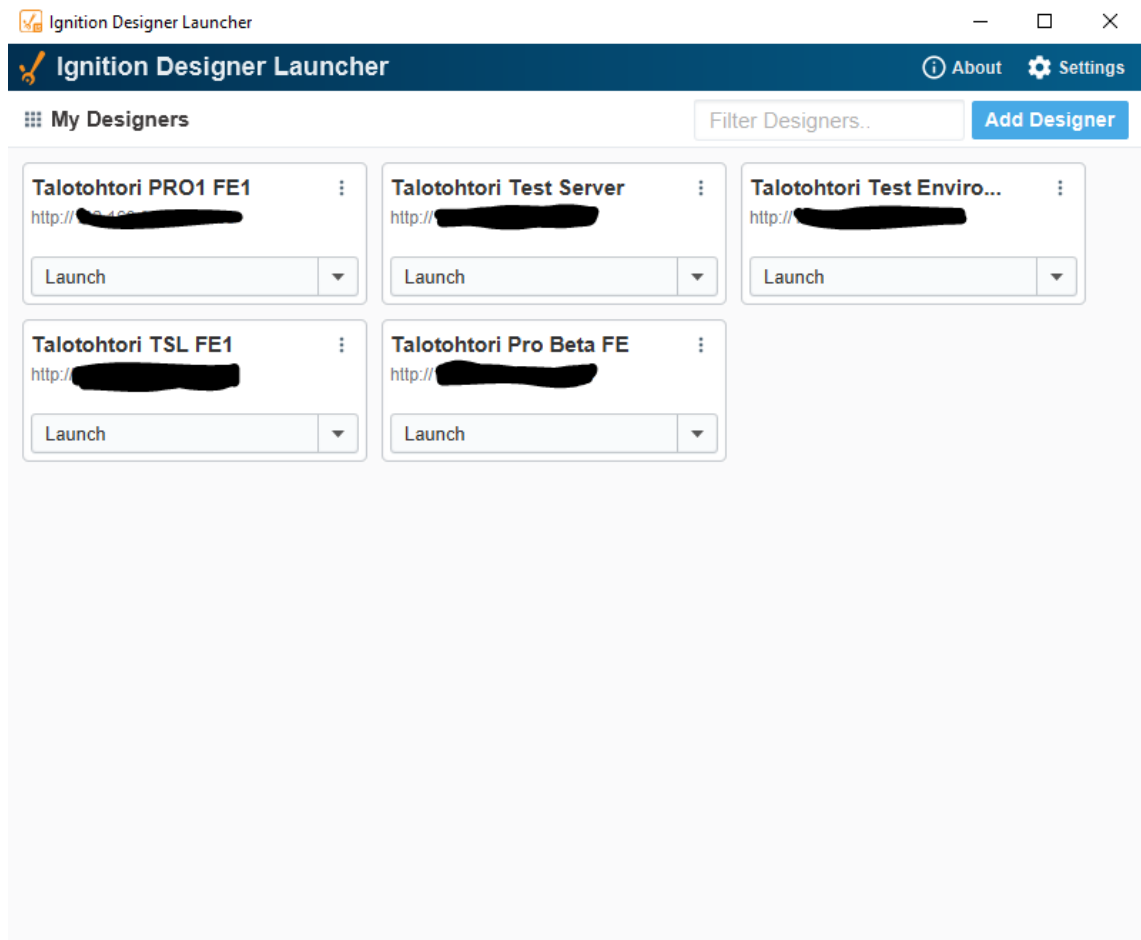 Ignition Designer Launcher
Ignition Designer Launcher
About
Settings
My Designers
Filter Designers..
Add Designer
Talotohtori PRO1 FE1
http://
Launch
Talotohtori Test Server
http://
Launch
Talotohtori Test Enviro...
http://
Launch
Talotohtori TSL FE1
http://
Launch
Talotohtori Pro Beta FE
http://
Launch